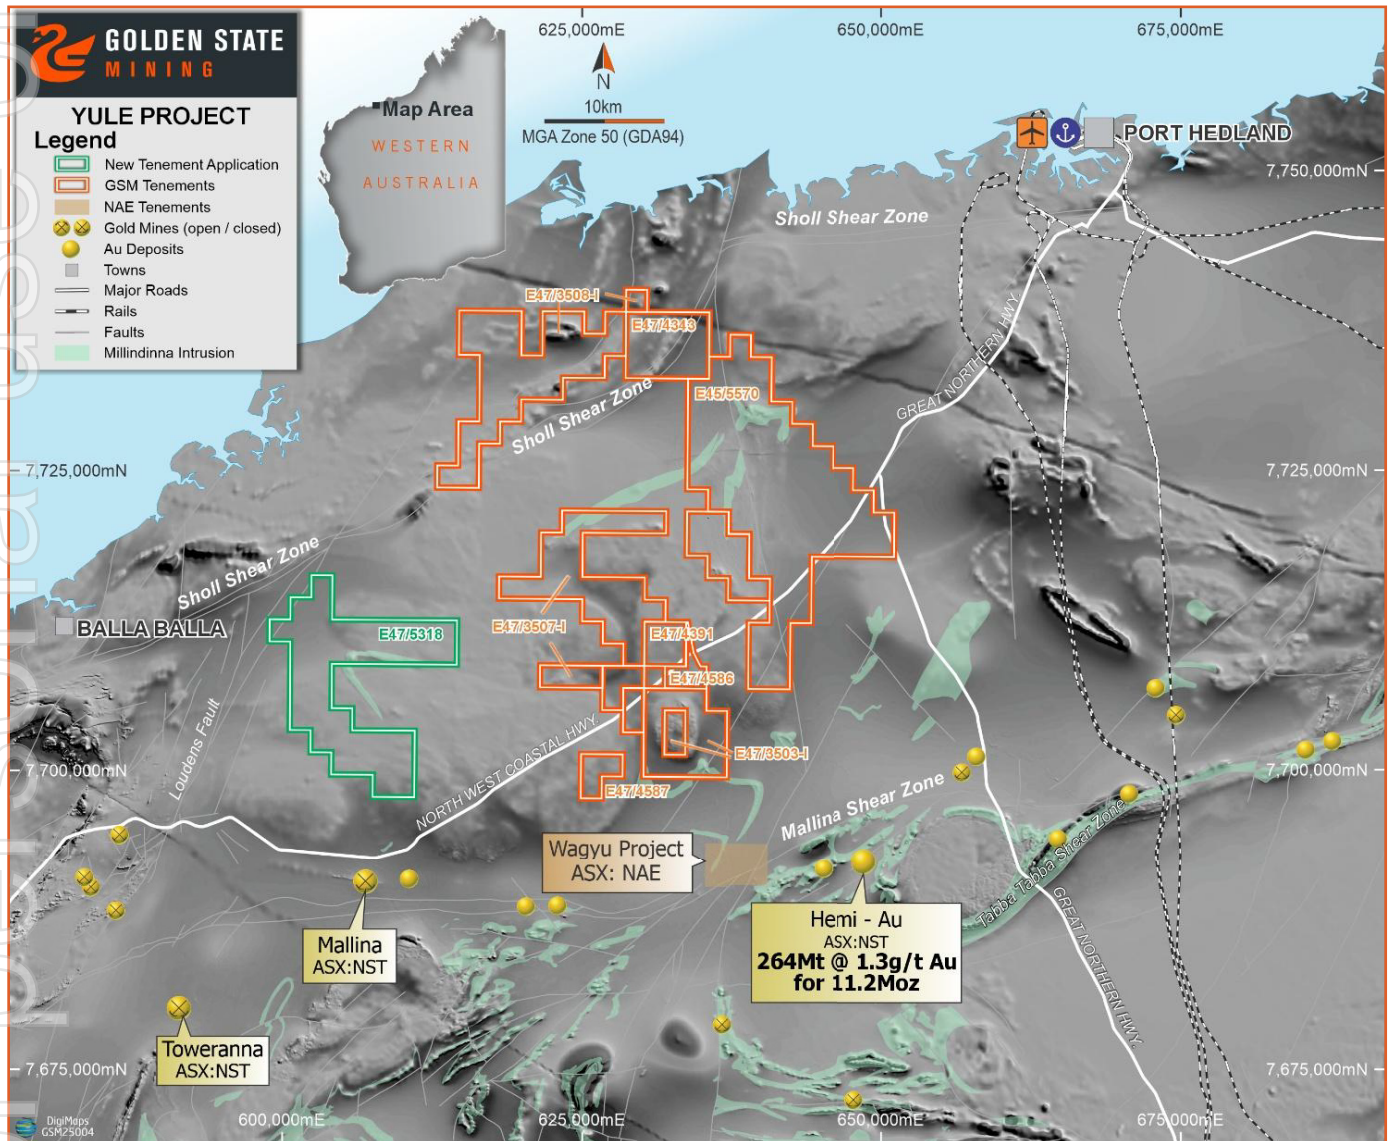 GOLDEN STATE
MINING
YULE PROJECT
Legend
New Tenement Application
GSM Tenements
NAE Tenements
Gold Mines (open / closed)
Au Deposits
Towns
Major Roads
Rails
Faults
Millindinna Intrusion
Map Area
WESTERN
AUSTRALIA
625,000mE
650,000mE
675,000mE
N
10km
MGA Zone 50 (GDA94)
PORT HEDLAND
7,750,000mN
Sholl Shear Zone
E47/3508-I
E47/4343
E45/5570
GREAT NORTHERN HWY.
Sholl Shear Zone
7,725,000mN
7,725,000mN
Sholl Shear Zone
BALLA BALLA
E47/5318
E47/3507-I
E47/4391
E47/4586
E47/3503-I
E47/4587
Loudens Fault
NORTH WEST COASTAL HWY.
7,700,000mN
7,700,000mN
Mallina Shear Zone
Tabba Tabba Shear Zone
Wagyu Project
ASX: NAE
Hemi - Au
ASX:NST
264Mt @ 1.3g/t Au
for 11.2Moz
Mallina
ASX:NST
Toweranna
ASX:NST
GREAT NORTHERN HWY.
7,675,000mN
7,675,000mN
600,000mE
625,000mE
650,000mE
675,000mE
DigiMaps
GSM25004